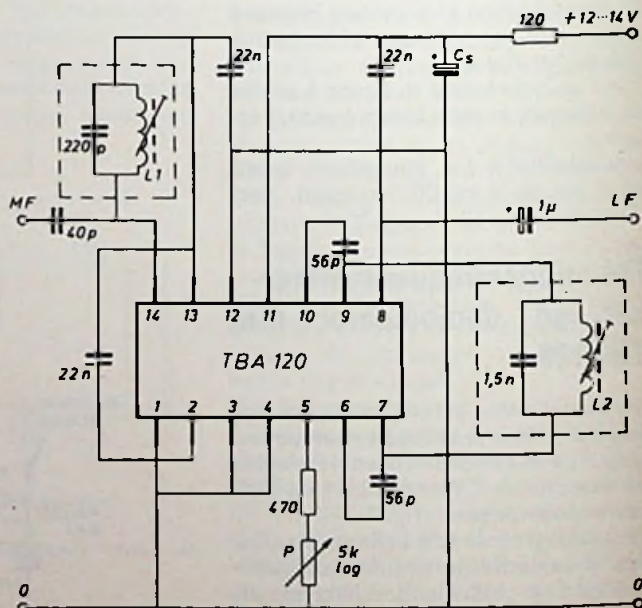 120
+12...14V
22n
22n
Cs
220p
L1
MF
40p
1µ
LF
56p
14 13 12 11 10 9 8
TBA 120
22n
1 2 3 4 5 6 7
1,5n
L2
56p
470
P
5k
log
0
0